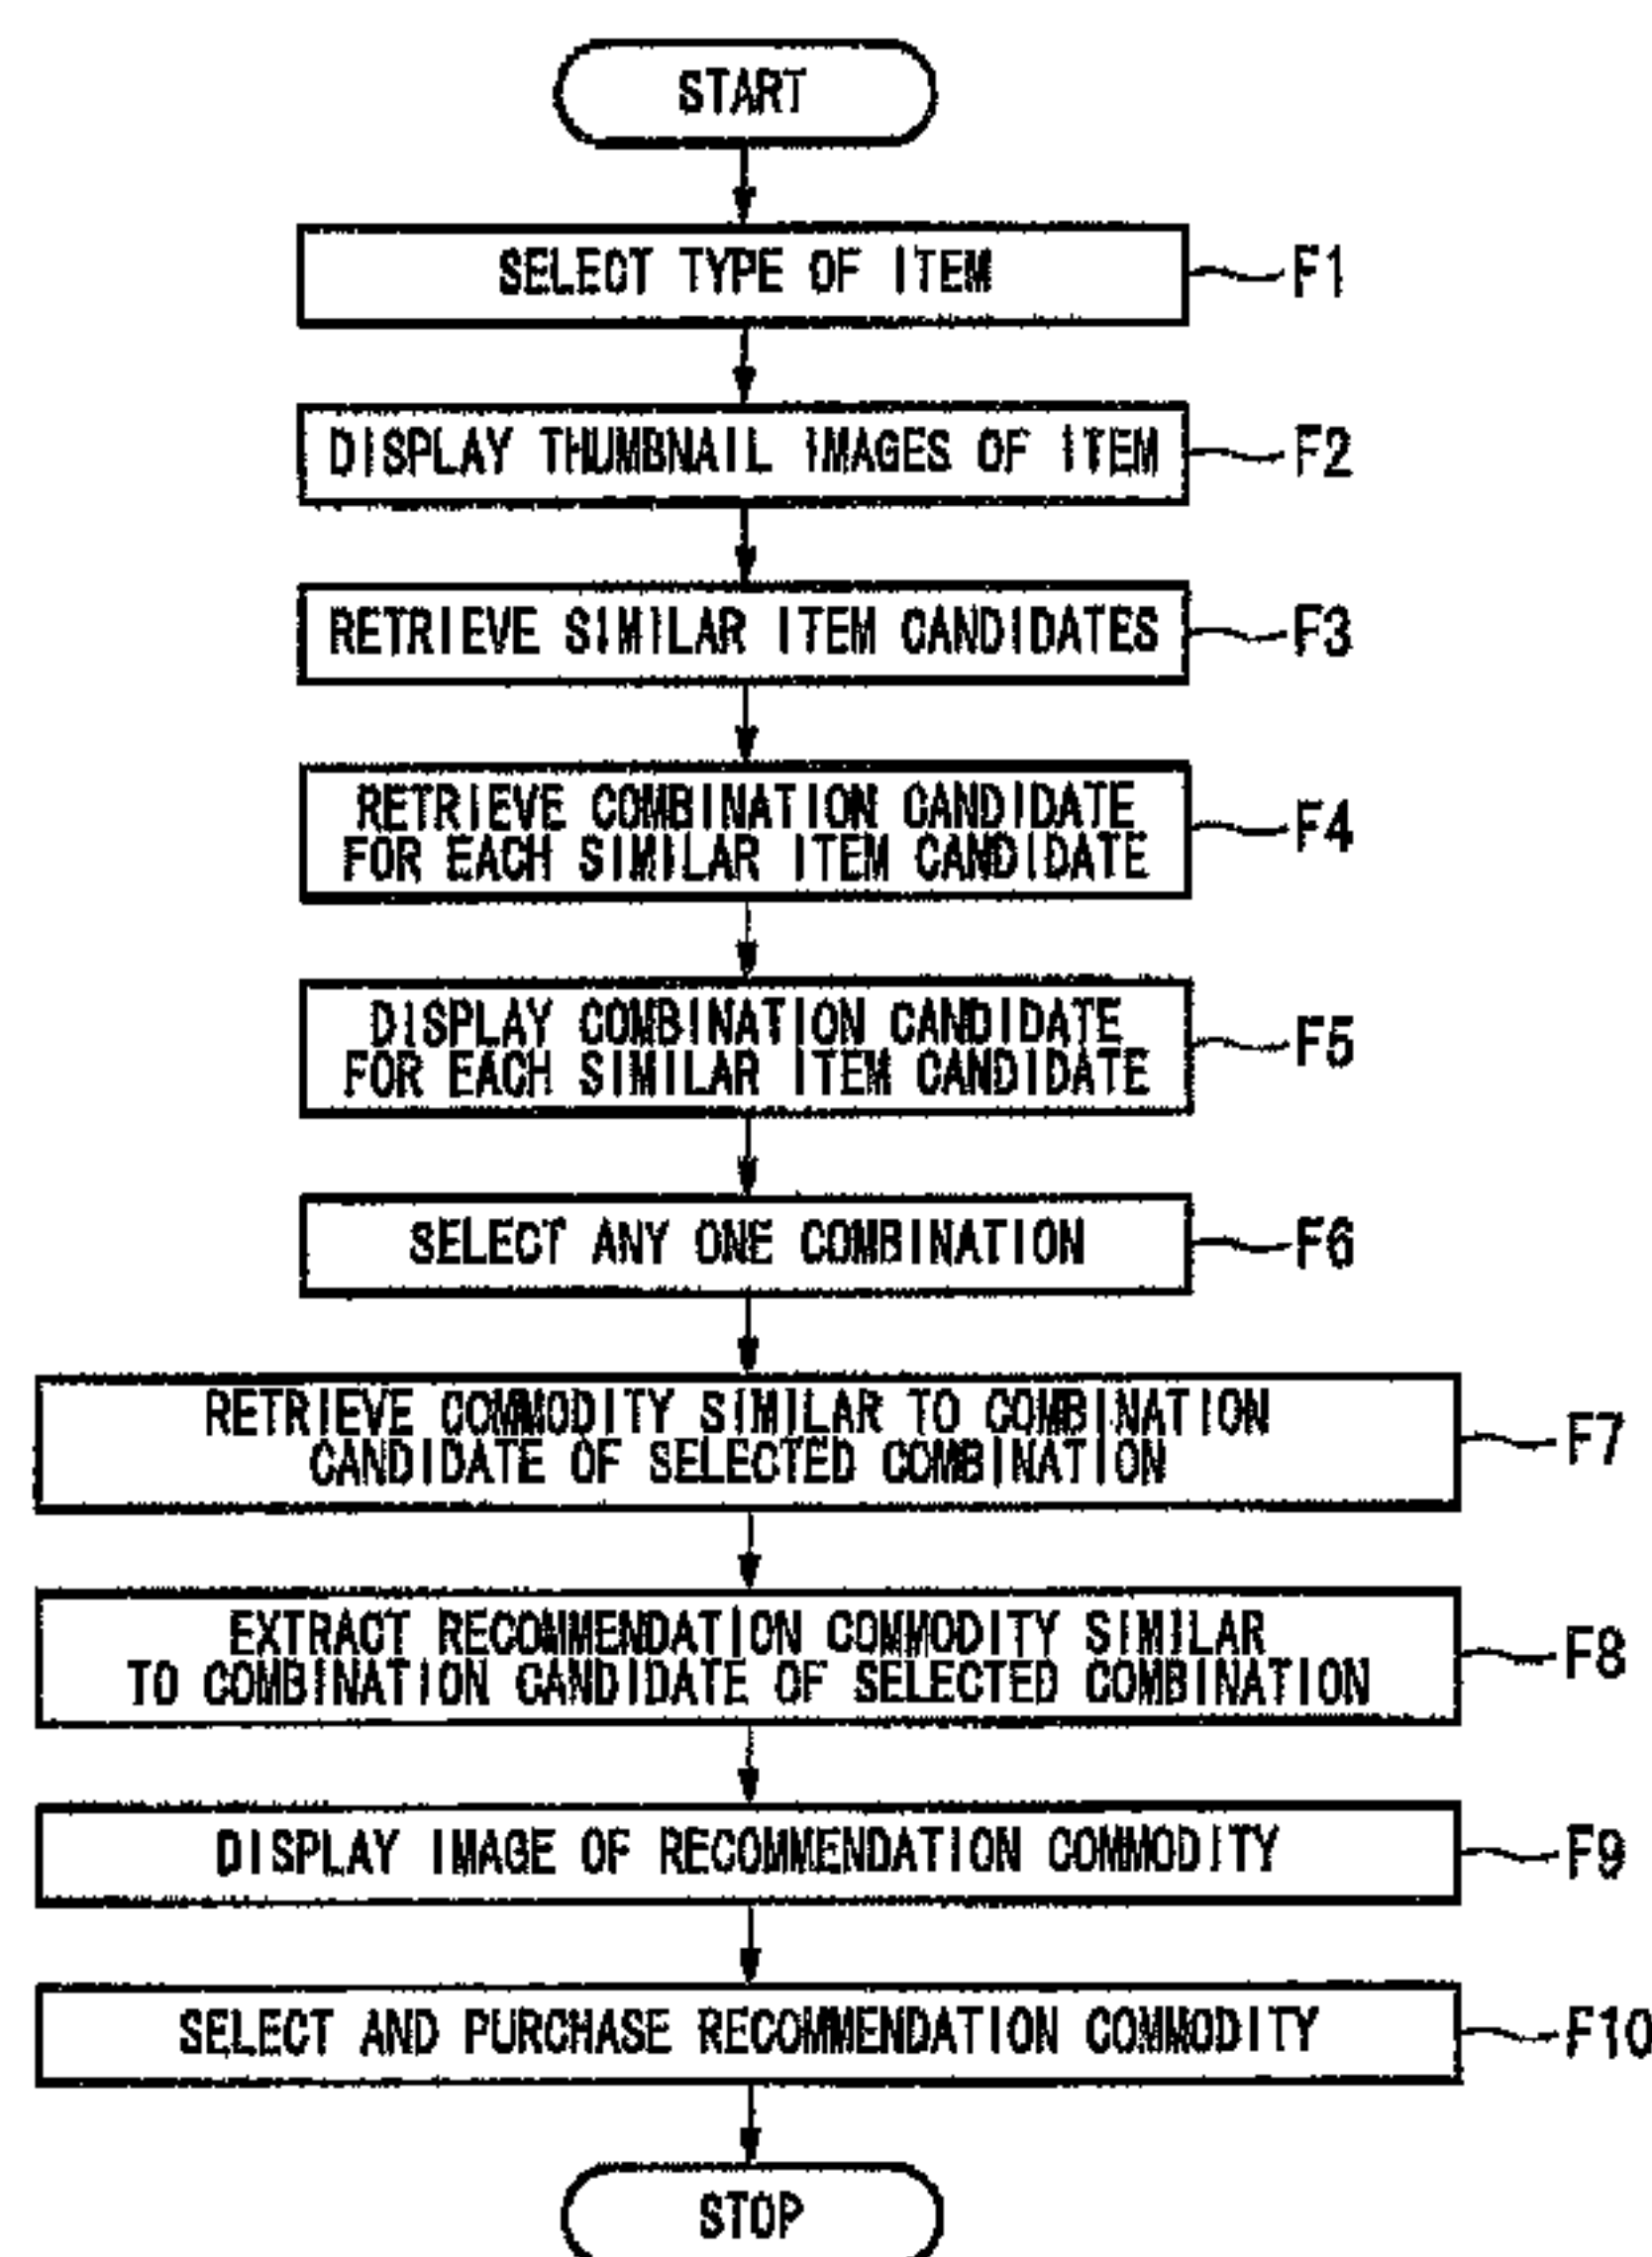 START
SELECT TYPE OF ITEM
F1
DISPLAY THUMBNAIL IMAGES OF ITEM
F2
RETRIEVE SIMILAR ITEM CANDIDATES
F3
RETRIEVE COMBINATION CANDIDATE
FOR EACH SIMILAR ITEM CANDIDATE
F4
DISPLAY COMBINATION CANDIDATE
FOR EACH SIMILAR ITEM CANDIDATE
F5
SELECT ANY ONE COMBINATION
F6
RETRIEVE COMMODITY SIMILAR TO COMBINATION
CANDIDATE OF SELECTED COMBINATION
F7
EXTRACT RECOMMENDATION COMMODITY SIMILAR
TO COMBINATION CANDIDATE OF SELECTED COMBINATION
F8
DISPLAY IMAGE OF RECOMMENDATION COMMODITY
F9
SELECT AND PURCHASE RECOMMENDATION COMMODITY
F10
STOP